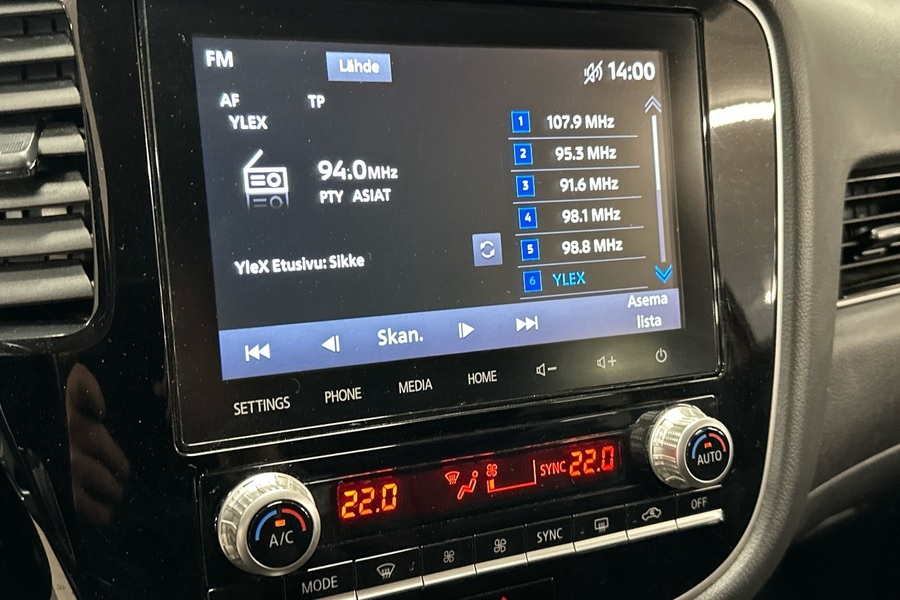 FM
Lähde
14:00
AF TP
YLEX
94.0MHz
PTY ASIAT
YleX Etusivu: Sikke
1 107.9 MHz
2 95.3 MHz
3 91.6 MHz
4 98.1 MHz
5 98.8 MHz
6 YLEX
Skan.
Asema
lista
SETTINGS PHONE MEDIA HOME
22.0 SYNC 22.0
A/C
AUTO
MODE SYNC OFF